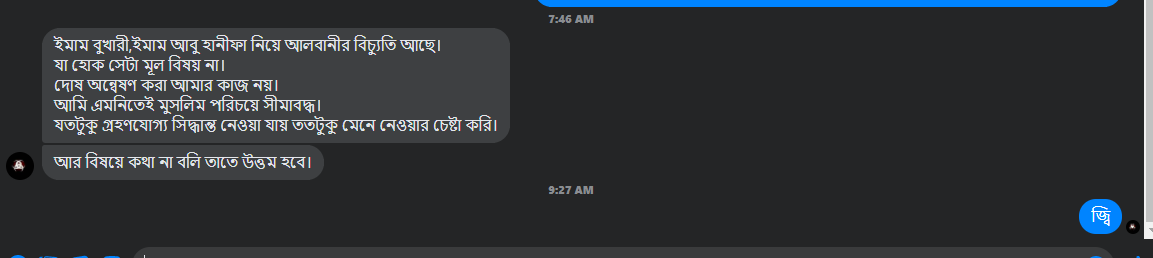 7:46 AM
ইমাম বুখারী,ইমাম আবু হানীফা নিয়ে আলবানীর বিচ্যুতি আছে।
যা হোক সেটা মূল বিষয় না।
দোষ অন্বেষণ করা আমার কাজ নয়।
আমি এমনিতেই মুসলিম পরিচয়ে সীমাবদ্ধ।
যতটুকু গ্রহণযোগ্য সিদ্ধান্ত নেওয়া যায় ততটুকু মেনে নেওয়ার চেষ্টা করি।
আর বিষয়ে কথা না বলি তাতে উত্তম হবে।
9:27 AM
জ্বি